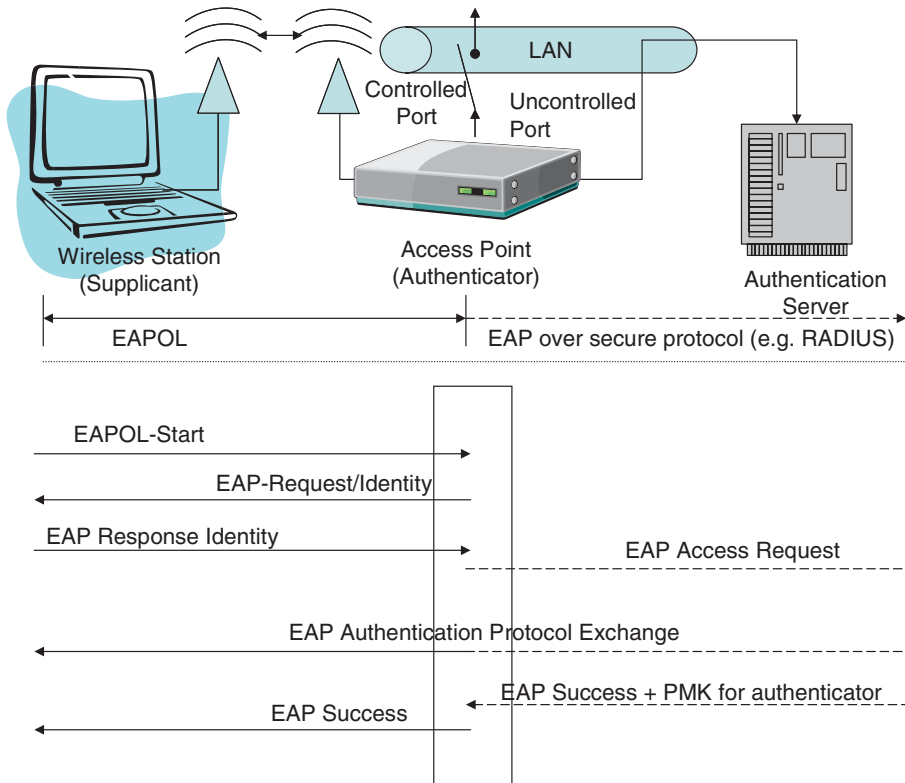 LAN
Controlled
Port
Uncontrolled
Port
Wireless Station
(Supplicant)
Access Point
(Authenticator)
Authentication
Server
EAPOL
EAP over secure protocol (e.g. RADIUS)
EAPOL-Start
EAP-Request/Identity
EAP Response Identity
EAP Access Request
EAP Authentication Protocol Exchange
EAP Success + PMK for authenticator
EAP Success